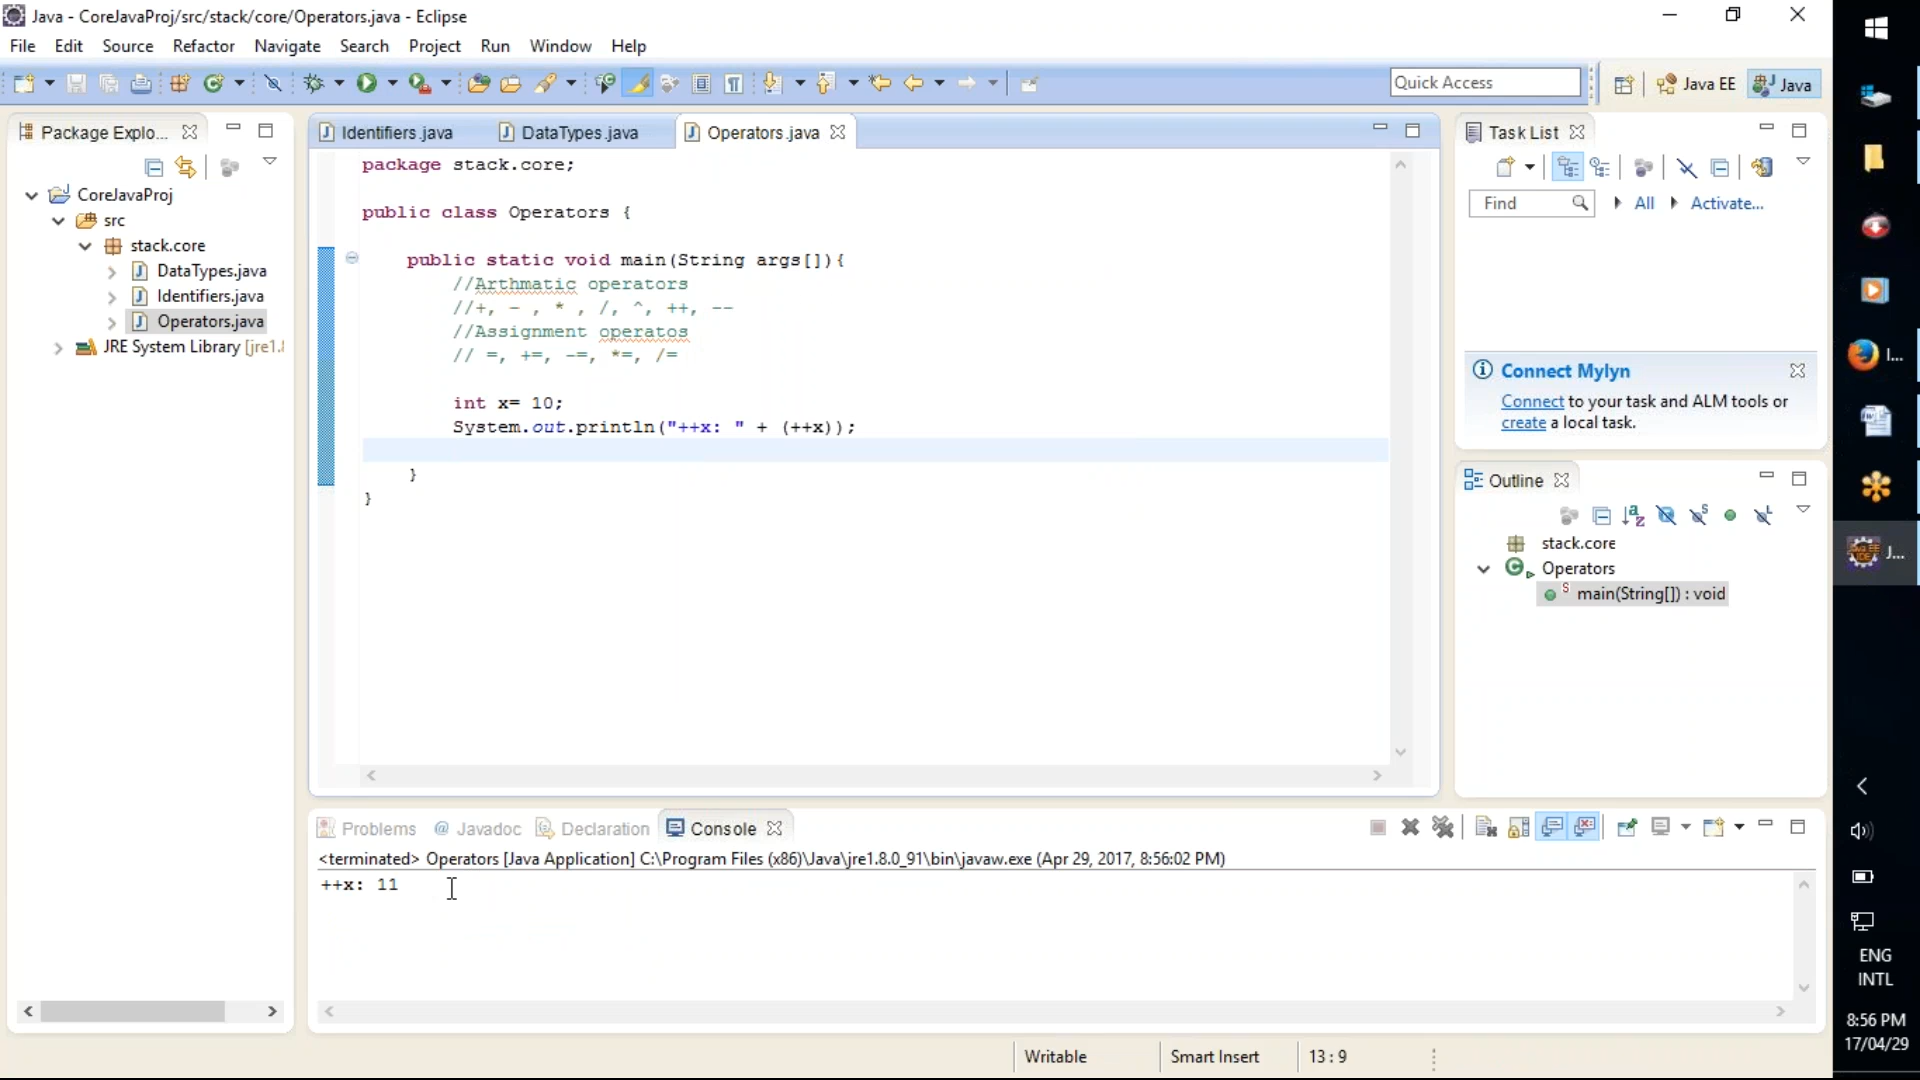 Java - CoreJavaProj/src/stack/core/Operators.java - Eclipse
File Edit Source Refactor Navigate Search Project Run Window Help
Quick Access
Java EE
Java
Package Explo...
CoreJavaProj
src
stack.core
DataTypes.java
Identifiers.java
Operators.java
JRE System Library [jre1.
Identifiers.java
DataTypes.java
Operators.java
package stack.core;
public class Operators {
public static void main(String args[]){
//Arthmatic operators
//+, - , * , /, ^, ++, --
//Assignment operatos
// =, +=, -=, *=, /=
int x= 10;
System.out.println("++x: " + (++x));
}
}
Task List
Find
All
Activate...
Connect Mylyn
Connect to your task and ALM tools or
create a local task.
Outline
stack.core
Operators
main(String[]) : void
Problems
@ Javadoc
Declaration
Console
<terminated> Operators [Java Application] C:\Program Files (x86)\Java\jre1.8.0_91\bin\javaw.exe (Apr 29, 2017, 8:56:02 PM)
++x: 11
Writable
Smart Insert
13 : 9
I...
J...
ENG
INTL
8:56 PM
17/04/29